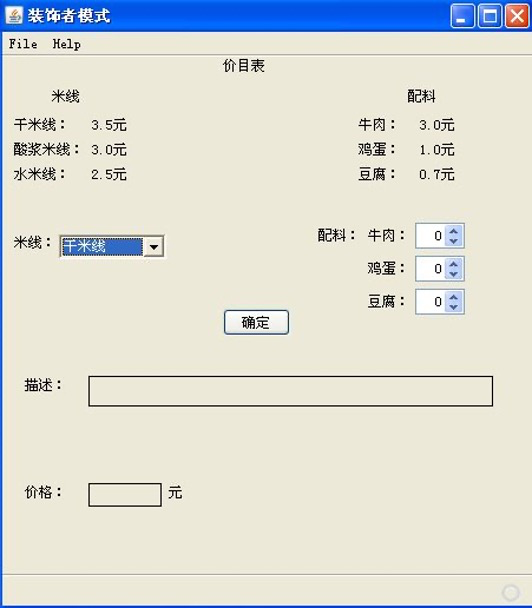 装饰者模式
File Help
价目表
米线 配料
干米线： 3.5元 牛肉： 3.0元
酸浆米线： 3.0元 鸡蛋： 1.0元
水米线： 2.5元 豆腐： 0.7元
米线： 干米线 配料： 牛肉： 0
鸡蛋： 0
豆腐： 0
确定
描述：
价格： 元